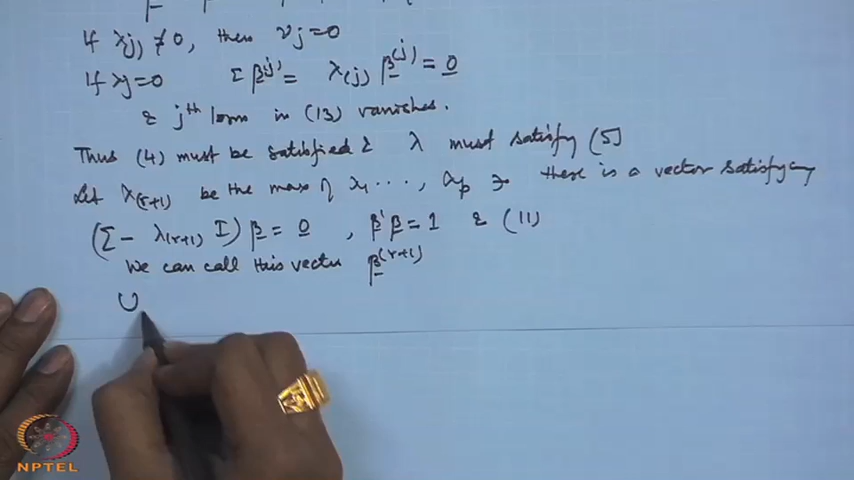 If λ(j) ≠ 0, then νj = 0
If λj = 0 Σ β^(j) = λ(j) β^(j) = 0
& jth term in (13) vanishes.
Thus (4) must be satisfied & λ must satisfy (5)
Let λ(r+1) be the max of λ1 ..., λp ∋ there is a vector satisfying
(Σ - λ(r+1) I) β = 0 , β'β = 1 & (11)
We can call this vector β^(r+1)
U
NPTEL